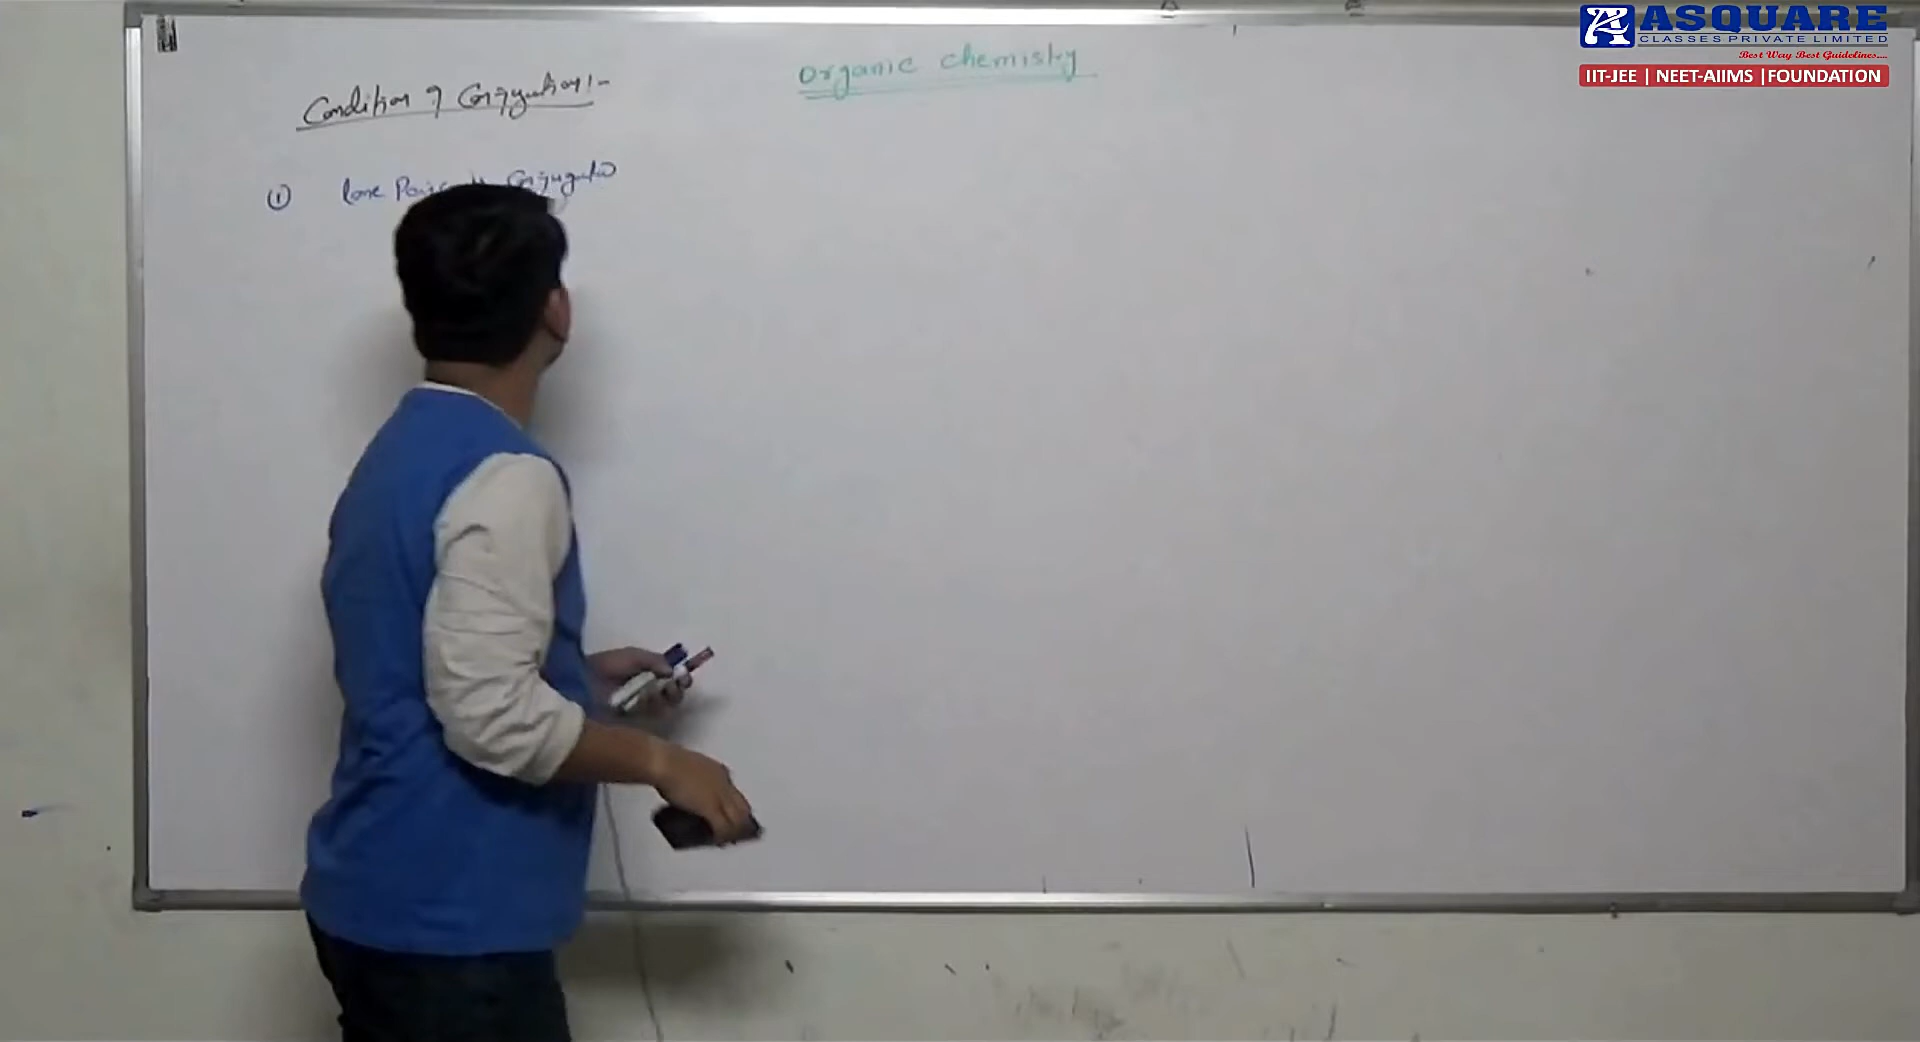 Organic Chemistry
Condition of Conjugation:-
① lone Pair Conjugatio
ASQUARE
CLASSES PRIVATE LIMITED
Best Way Best Guidelines....
IIT-JEE | NEET-AIIMS |FOUNDATION